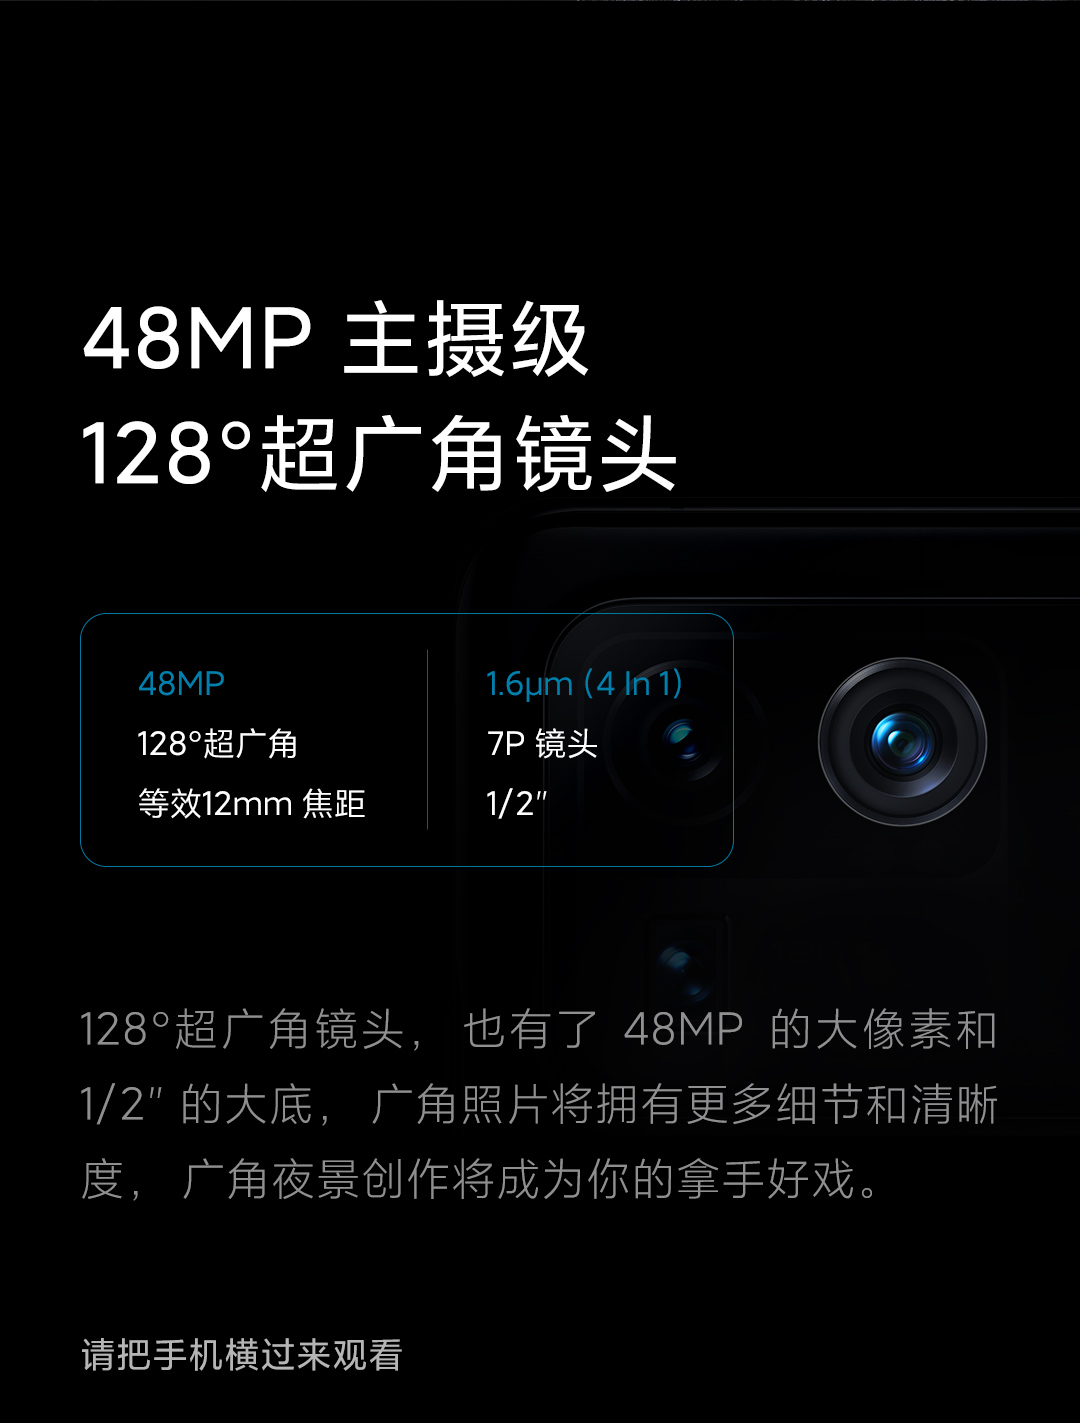 48MP 主摄级
128°超广角镜头
48MP
128°超广角
等效12mm 焦距
1.6μm (4 In 1)
7P 镜头
1/2″
128°超广角镜头， 也有了 48MP 的大像素和
1/2″ 的大底， 广角照片将拥有更多细节和清晰
度， 广角夜景创作将成为你的拿手好戏。
请把手机横过来观看